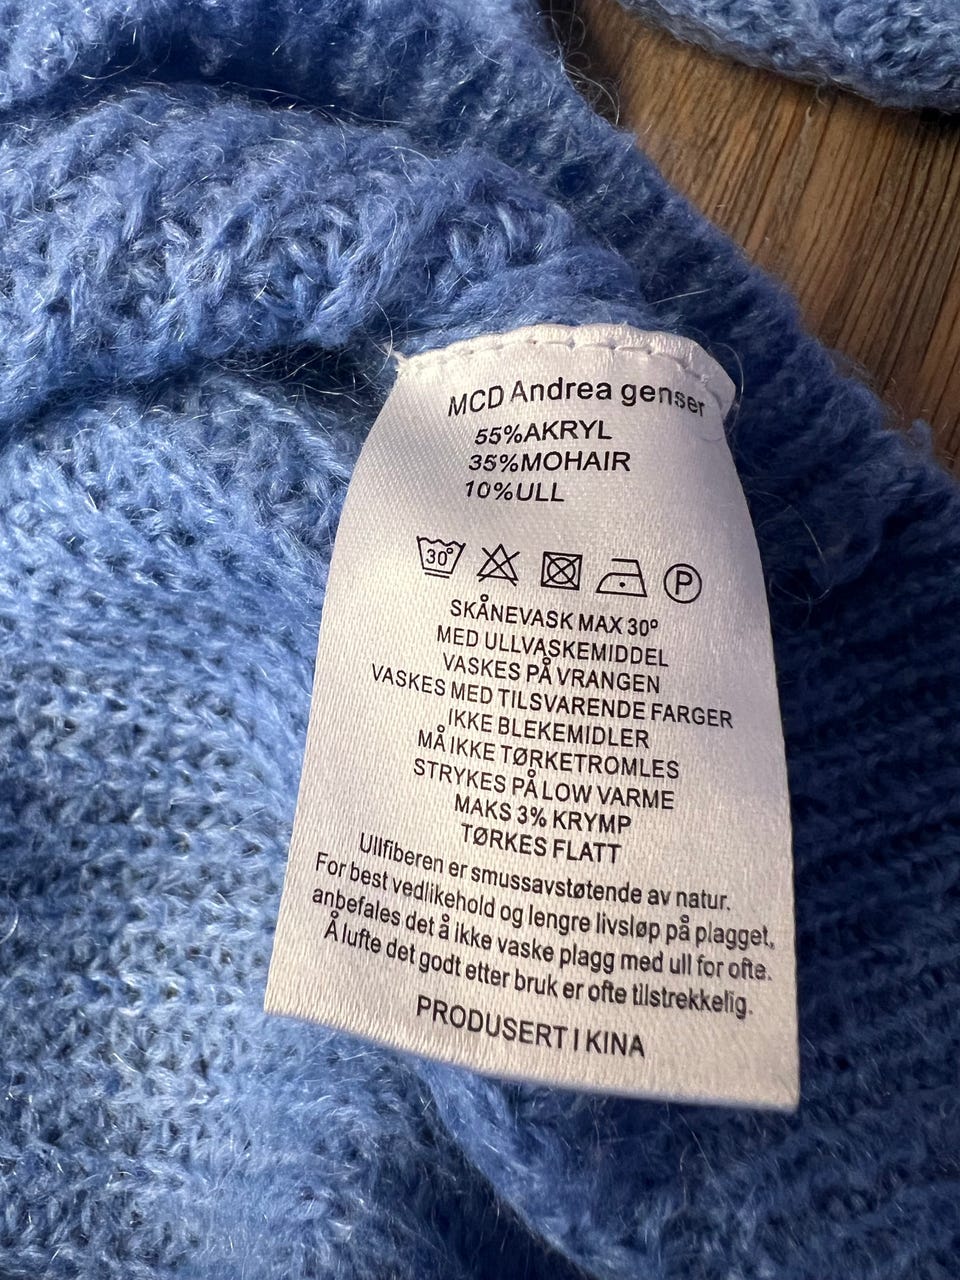 MCD Andrea genser
55%AKRYL
35%MOHAIR
10%ULL
30° P
SKÅNEVASK MAX 30º
MED ULLVASKEMIDDEL
VASKES PÅ VRANGEN
VASKES MED TILSVARENDE FARGER
IKKE BLEKEMIDLER
MÅ IKKE TØRKETROMLES
STRYKES PÅ LOW VARME
MAKS 3% KRYMP
TØRKES FLATT
Ullfiberen er smussavstøtende av natur.
For best vedlikehold og lengre livsløp på plagget,
anbefales det å ikke vaske plagg med ull for ofte.
Å lufte det godt etter bruk er ofte tilstrekkelig.
PRODUSERT I KINA